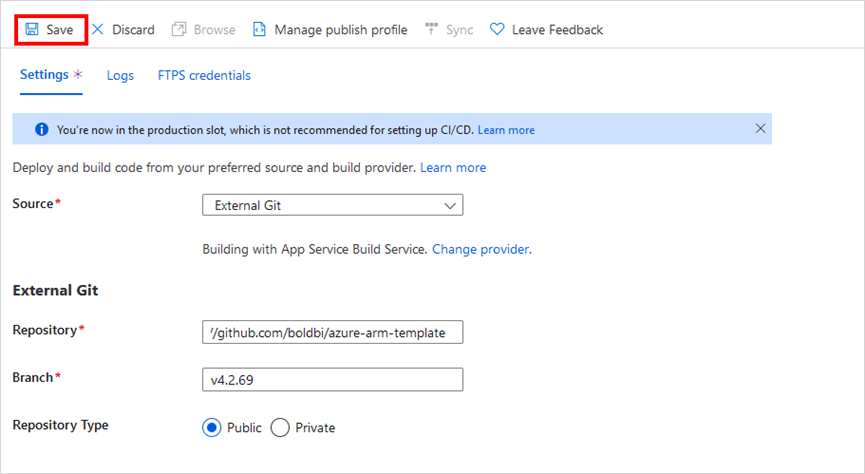 Save Discard Browse Manage publish profile Sync Leave Feedback
Settings * Logs FTPS credentials
You're now in the production slot, which is not recommended for setting up CI/CD. Learn more
Deploy and build code from your preferred source and build provider. Learn more
Source* External Git
Building with App Service Build Service. Change provider.
External Git
Repository* /github.com/boldbi/azure-arm-template
Branch* v4.2.69
Repository Type Public Private